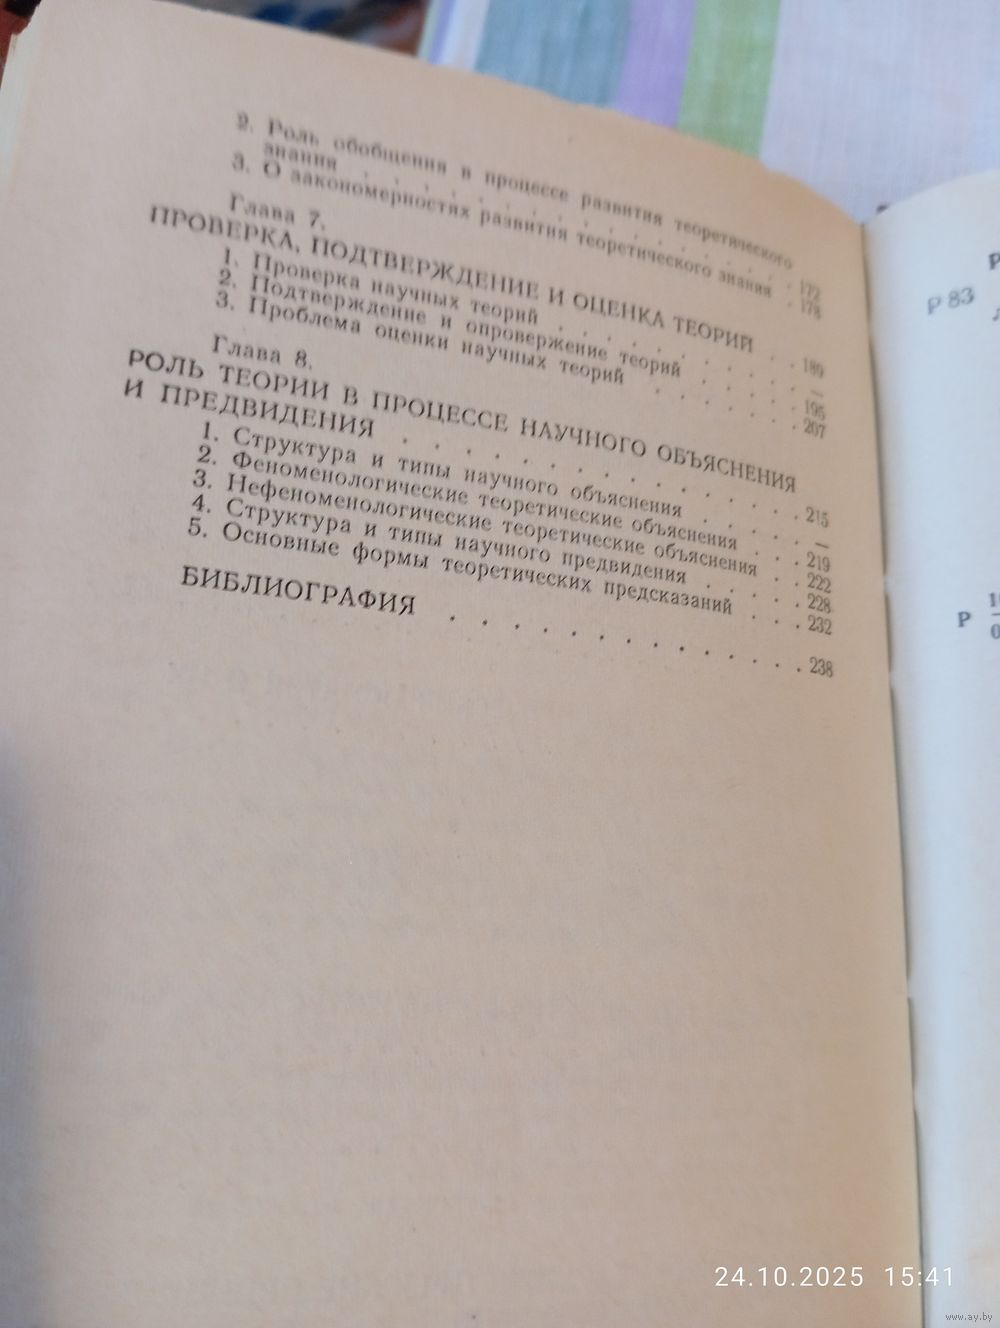 2. Роль обобщения в процессе развития теоретического
знания . . . . . . . . . . . . . 172
3. О закономерностях развития теоретического знания . 178
Глава 7.
ПРОВЕРКА, ПОДТВЕРЖДЕНИЕ И ОЦЕНКА ТЕОРИЙ . . 189
1. Проверка научных теорий . . . . . . . . —
2. Подтверждение и опровержение теорий . . . . 195
3. Проблема оценки научных теорий . . . . . . 207
Глава 8.
РОЛЬ ТЕОРИИ В ПРОЦЕССЕ НАУЧНОГО ОБЪЯСНЕНИЯ
И ПРЕДВИДЕНИЯ . . . . . . . . . . . . . 215
1. Структура и типы научного объяснения . . . . —
2. Феноменологические теоретические объяснения . . . 219
3. Нефеноменологические теоретические объяснения . . 222
4. Структура и типы научного предвидения . . . . 228
5. Основные формы теоретических предсказаний . . . 232
БИБЛИОГРАФИЯ . . . . . . . . . . . . . 238
Р 83
Р
24.10.2025 15:41
www.ay.by